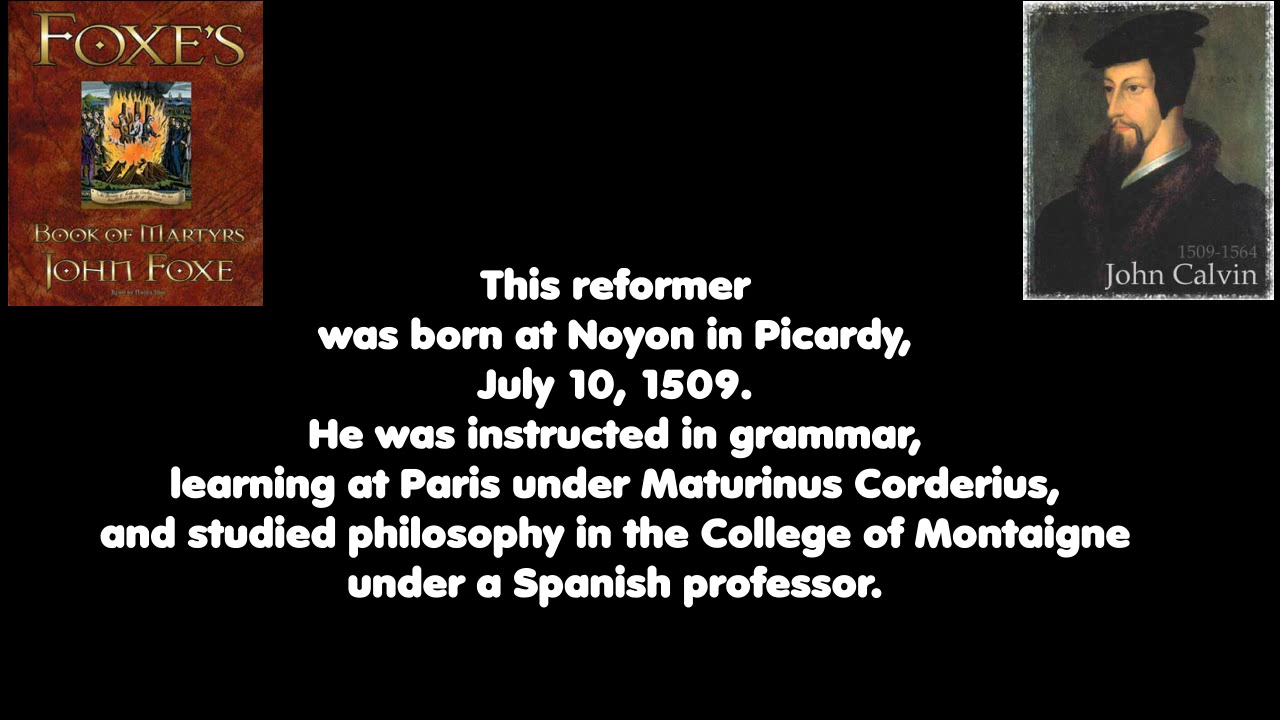 FOXE'S
BOOK OF MARTYRS
JOHN FOXE
1509-1564
John Calvin
This reformer
was born at Noyon in Picardy,
July 10, 1509.
He was instructed in grammar,
learning at Paris under Maturinus Corderius,
and studied philosophy in the College of Montaigne
under a Spanish professor.